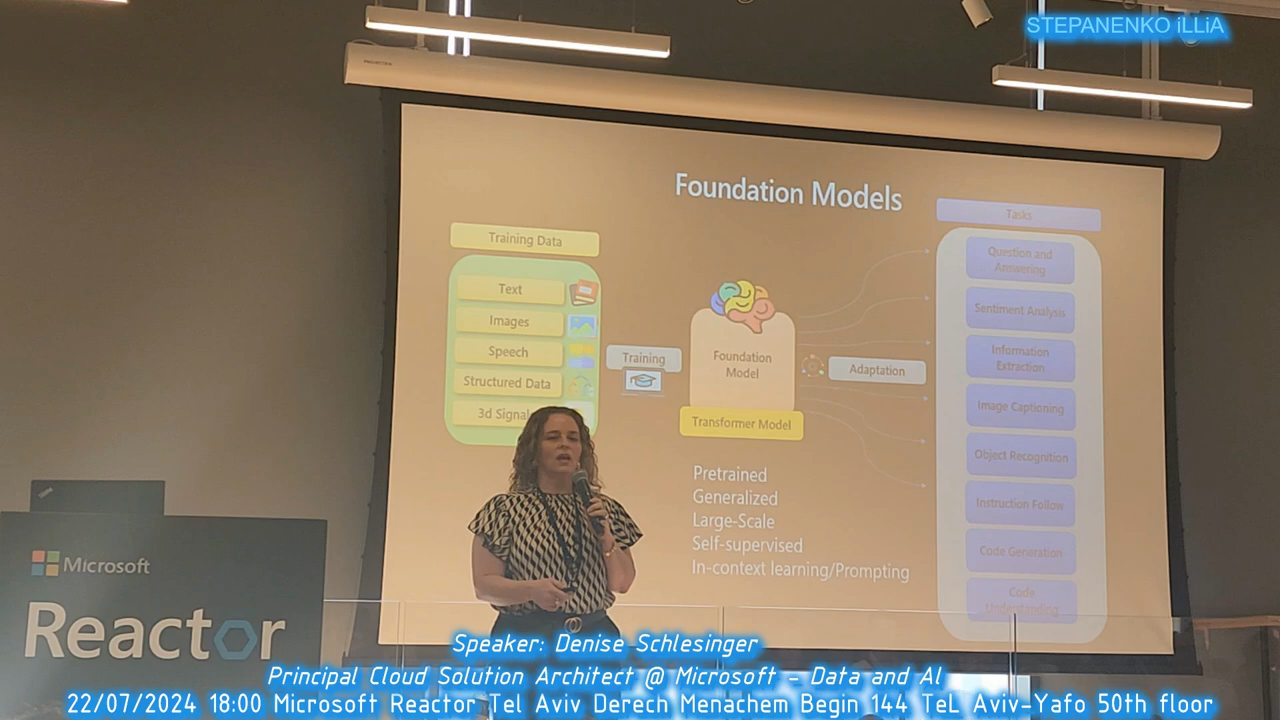 STEPANENKO iLLiA
Foundation Models
Training Data
Text
Images
Speech
Structured Data
3d Signal
Training
Foundation
Model
Transformer Model
Adaptation
Pretrained
Generalized
Large-Scale
Self-supervised
In-context learning/Prompting
Tasks
Question and
Answering
Sentiment Analysis
Information
Extraction
Image Captioning
Object Recognition
Instruction Follow
Code Generation
Code
Understanding
Microsoft
Reactor
Speaker: Denise Schlesinger
Principal Cloud Solution Architect @ Microsoft - Data and AI
22/07/2024 18:00 Microsoft Reactor Tel Aviv Derech Menachem Begin 144 TeL Aviv-Yafo 50th floor